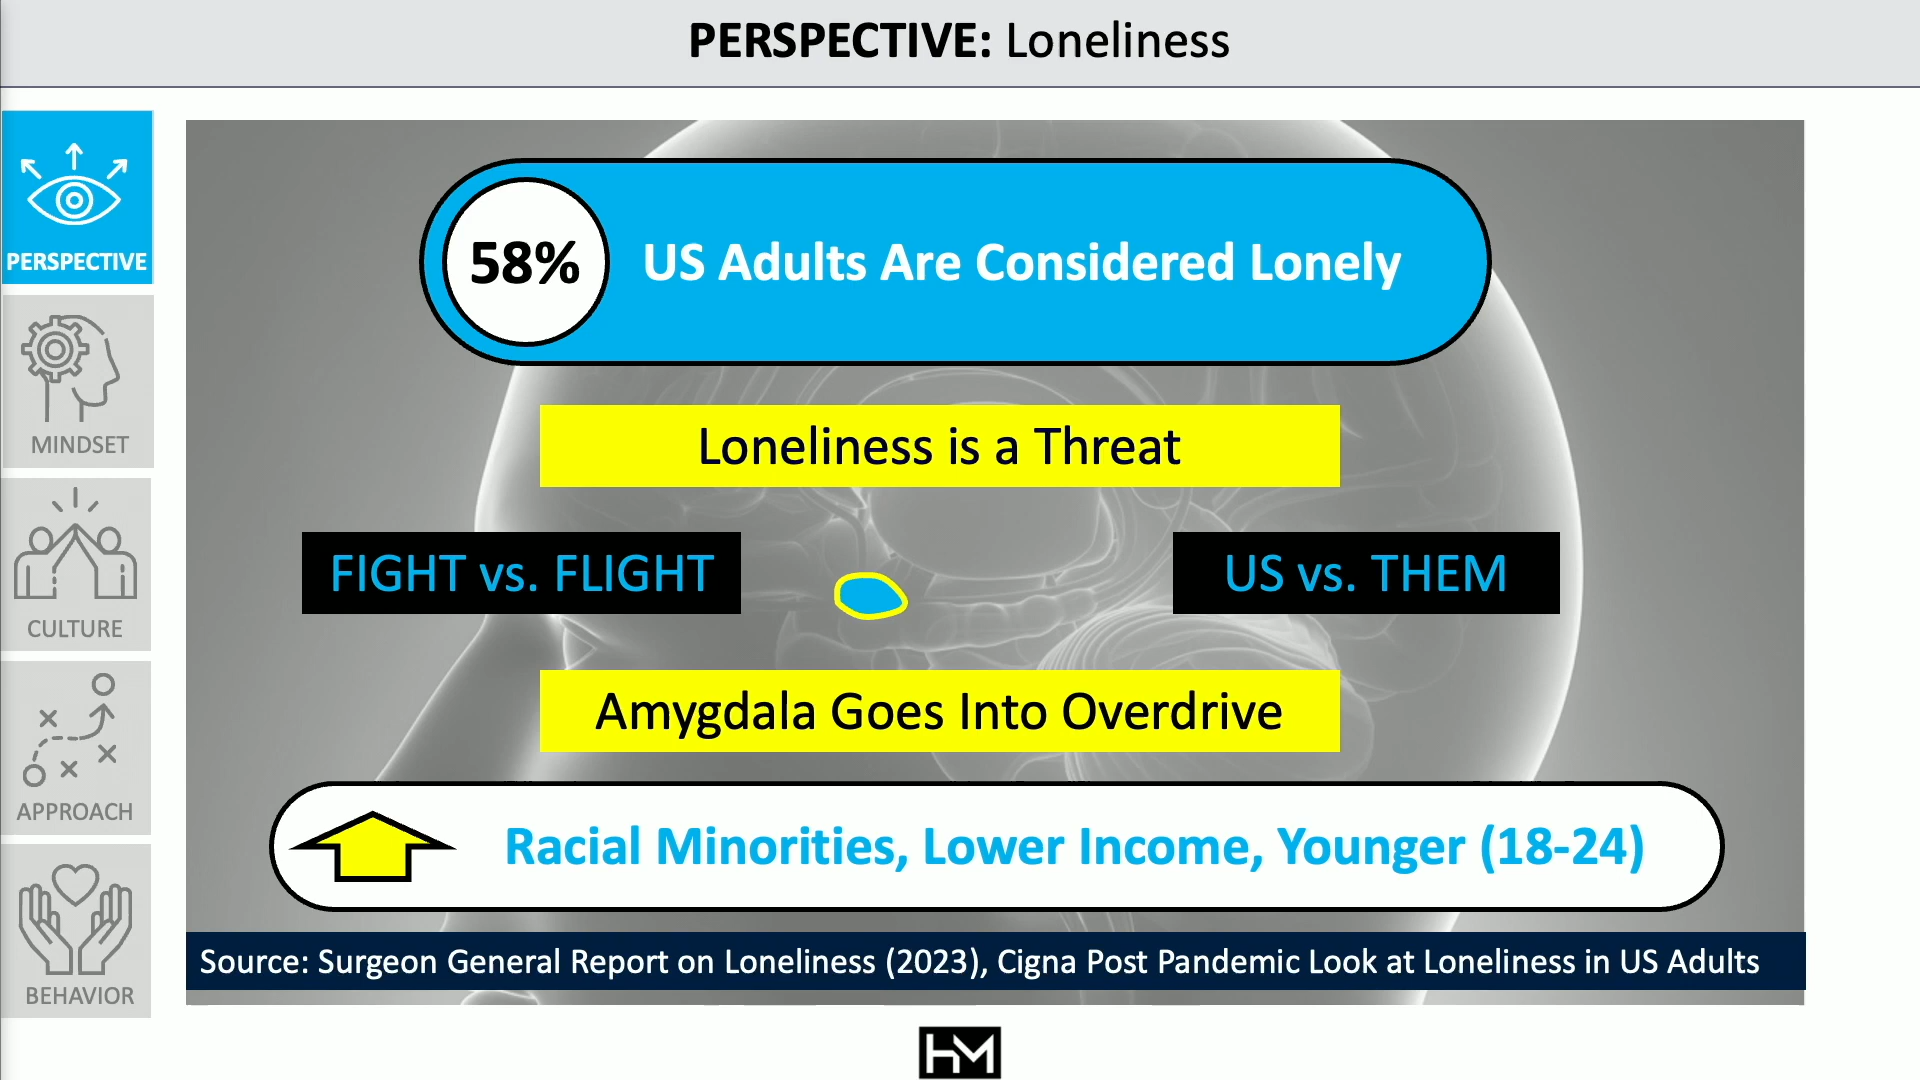 PERSPECTIVE: Loneliness
PERSPECTIVE
MINDSET
CULTURE
APPROACH
BEHAVIOR
58%
US Adults Are Considered Lonely
Loneliness is a Threat
FIGHT vs. FLIGHT
US vs. THEM
Amygdala Goes Into Overdrive
Racial Minorities, Lower Income, Younger (18-24)
Source: Surgeon General Report on Loneliness (2023), Cigna Post Pandemic Look at Loneliness in US Adults
HM